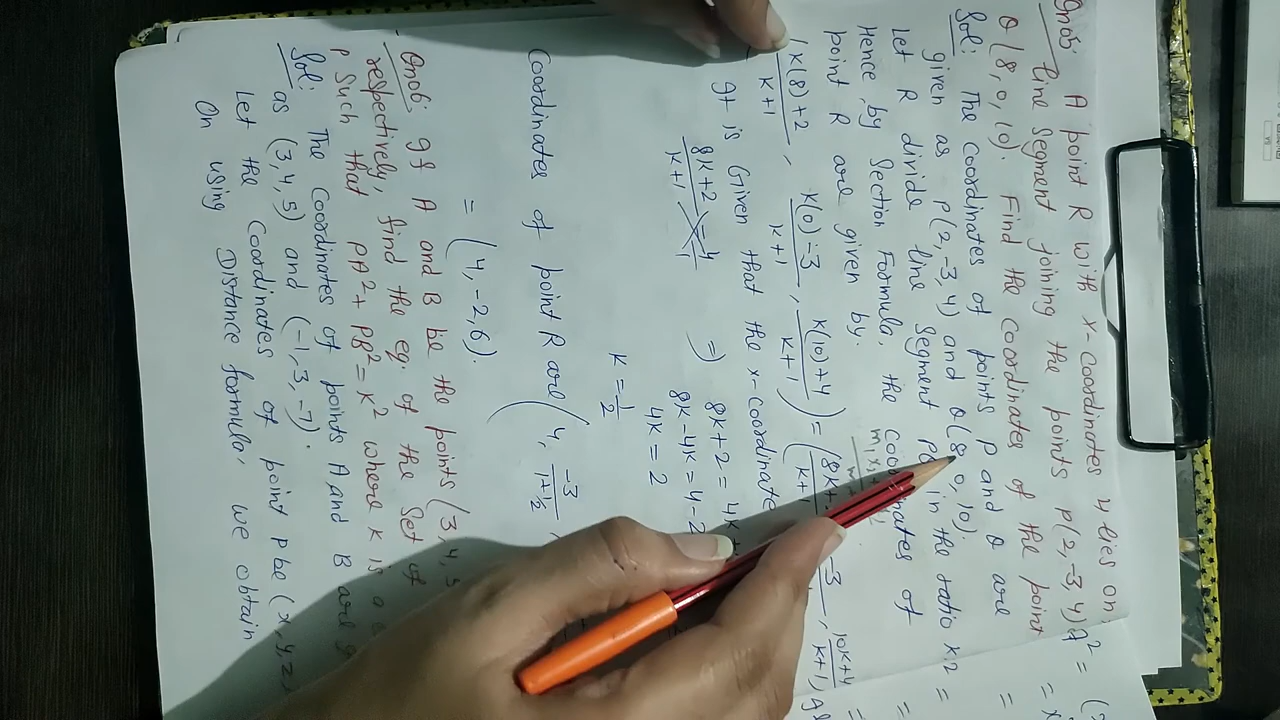 Qno5: A point R with x-coordinates 4 lies on
line segment joining the points P(2,-3,4)
Q(8,0,10). Find the coordinates of the point
Sol: The coordinates of points P and Q are
given as P(2,-3,4) and Q(8,0,10).
Let R divide line segment PQ in the ratio k:2
Hence by Section Formula, the Coordinates of
point R are given by.
(k(8)+2/k+1, k(0)-3/k+1, k(10)+4/k+1) = (8k+ /k+1, -3/ , 10k+4/k+1)
It is Given that the x-coordinate
8k+2/k+1 = 4/1 => 8k+2 = 4k+
8k-4k = 4-2
4k = 2
k = 1/2
Coordinates of point R are (4, -3/1+1/2,
= (4,-2,6).
Qno6: If A and B be the points (3,4,5
respectively, find the eq. of the Set of
P Such that PA²+PB²=K² where K is a
Sol: The Coordinates of points A and B are
as (3,4,5) and (-1,3,-7).
Let the Coordinates of point P be (x,y,z)
On using Distance formula, we obtain